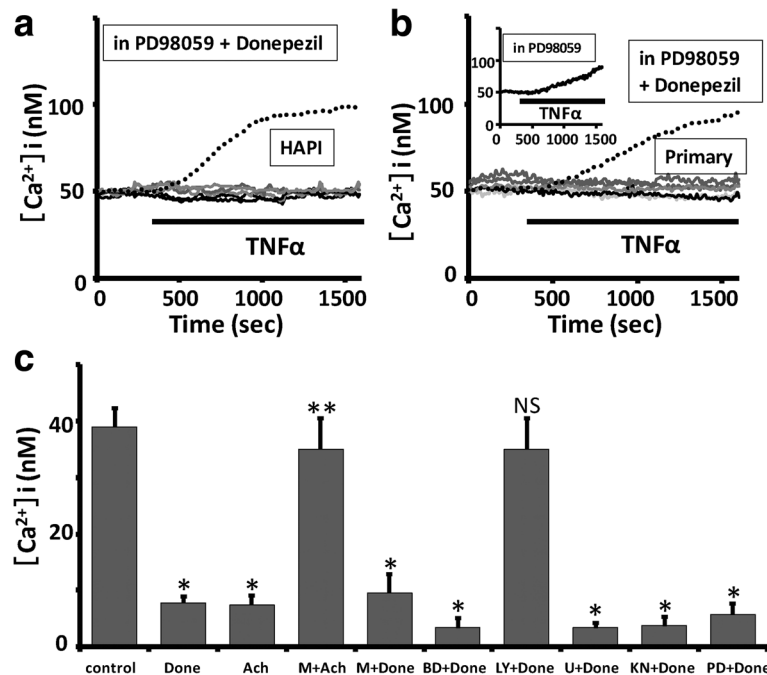 a
in PD98059 + Donepezil
[Ca²⁺] i (nM)
100
50
0
HAPI
TNFα
0 500 1000 1500
Time (sec)
b
in PD98059
100
50
0
TNFα
0 500 1000 1500
in PD98059
+ Donepezil
[Ca²⁺] i (nM)
100
50
0
Primary
TNFα
0 500 1000 1500
Time (sec)
c
[Ca²⁺] i (nM)
40
20
0
* * ** * * NS * * *
control Done Ach M+Ach M+Done BD+Done LY+Done U+Done KN+Done PD+Done